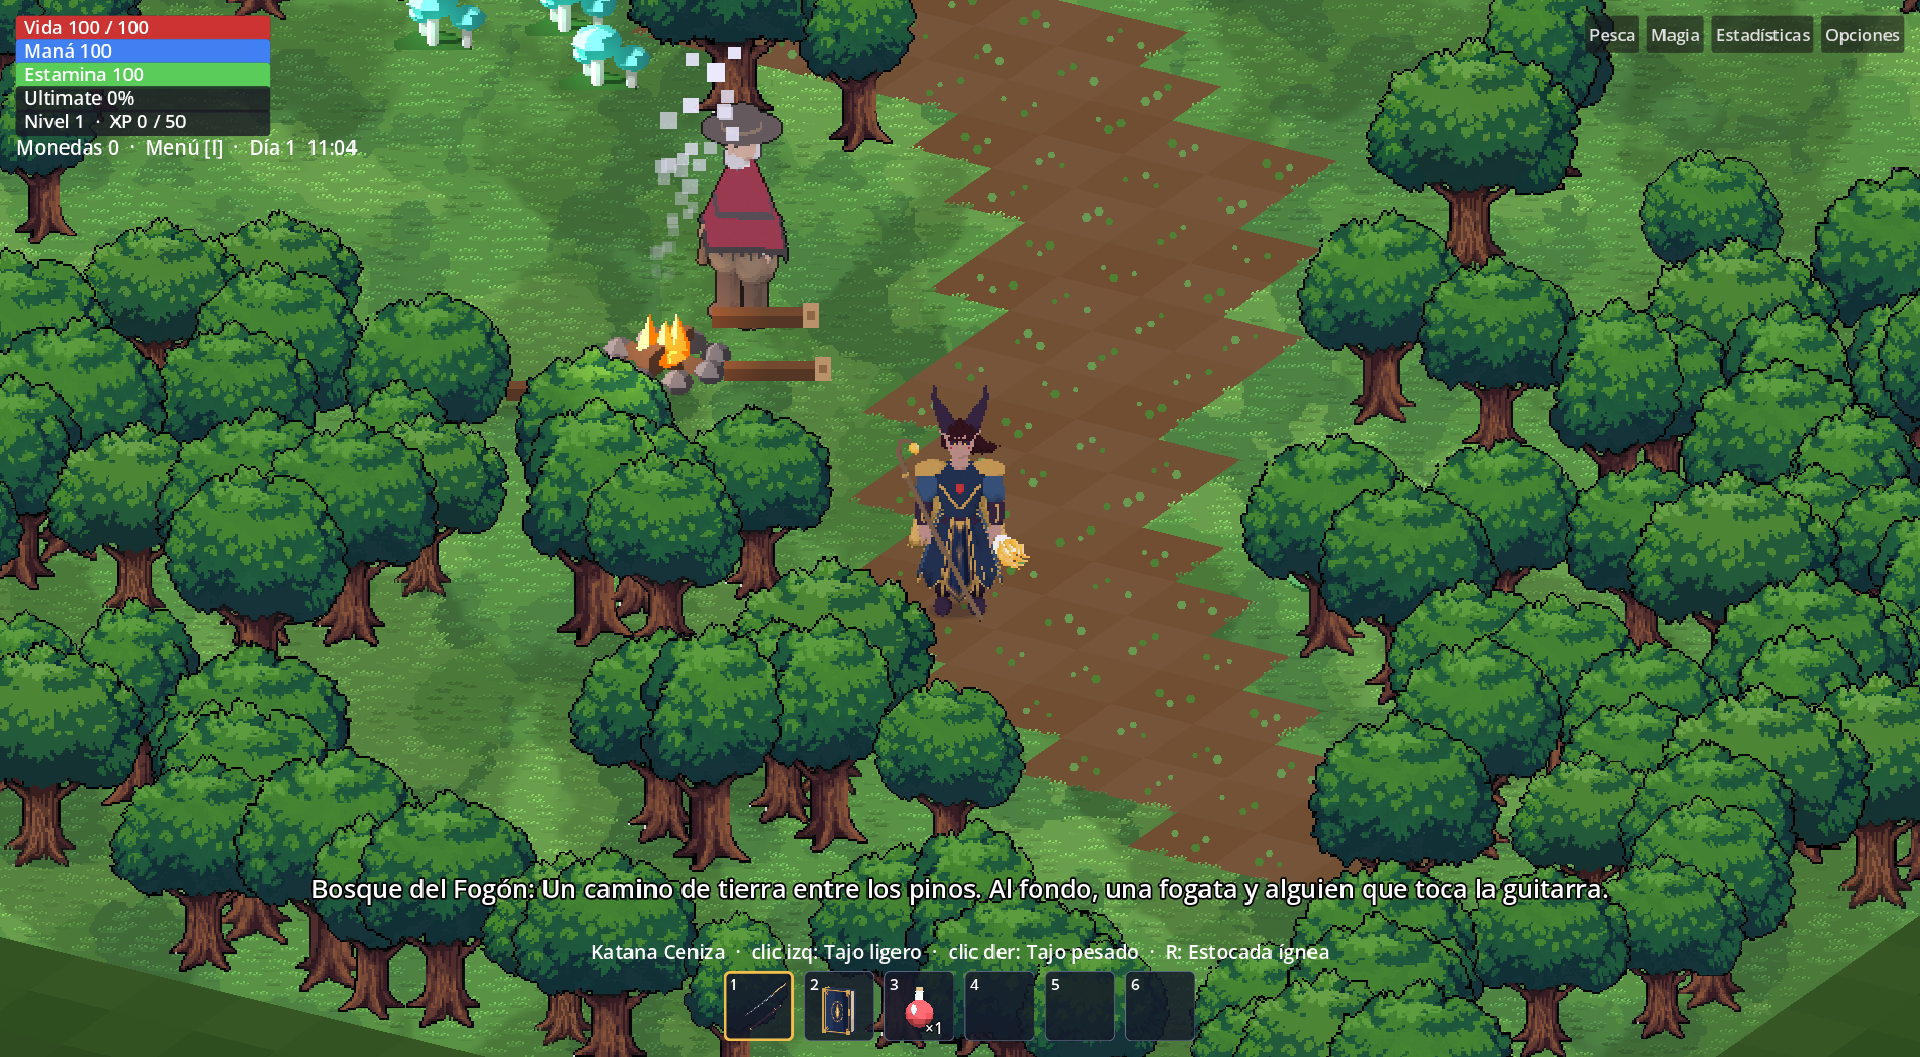 Vida 100 / 100
Maná 100
Estamina 100
Ultimate 0%
Nivel 1 · XP 0 / 50
Monedas 0 · Menú [I] · Día 1 11:04
Pesca Magia Estadísticas Opciones
Bosque del Fogón: Un camino de tierra entre los pinos. Al fondo, una fogata y alguien que toca la guitarra.
Katana Ceniza · clic izq: Tajo ligero · clic der: Tajo pesado · R: Estocada ígnea
1 2 3 4 5 6
×1